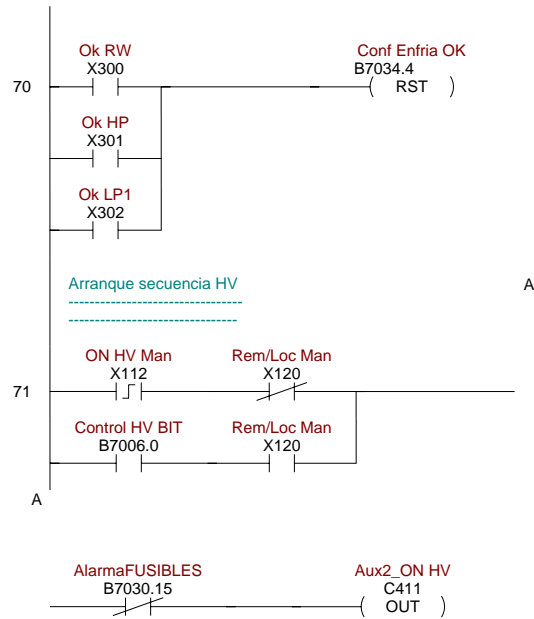 Ok RW
X300
Conf Enfria OK
B7034.4
70
RST
Ok HP
X301
Ok LP1
X302
Arranque secuencia HV
A
---------------------------------
--------------------------------
ON HV Man
X112
Rem/Loc Man
X120
71
Control HV BIT
B7006.0
Rem/Loc Man
X120
A
AlarmaFUSIBLES
B7030.15
Aux2_ON HV
C411
OUT